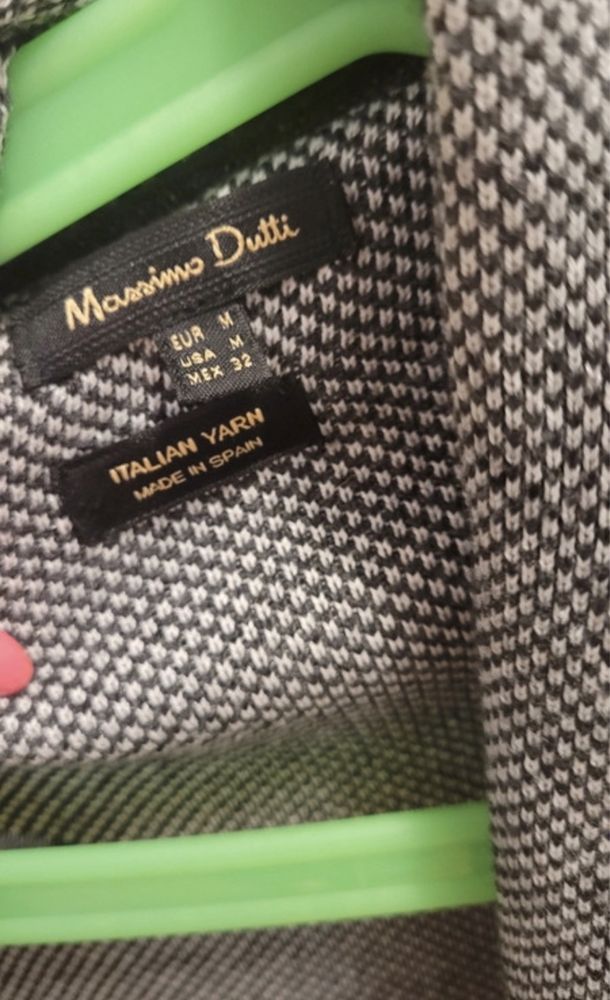 Massimo Dutti
EUR M
USA M
MEX 32
ITALIAN YARN
MADE IN SPAIN